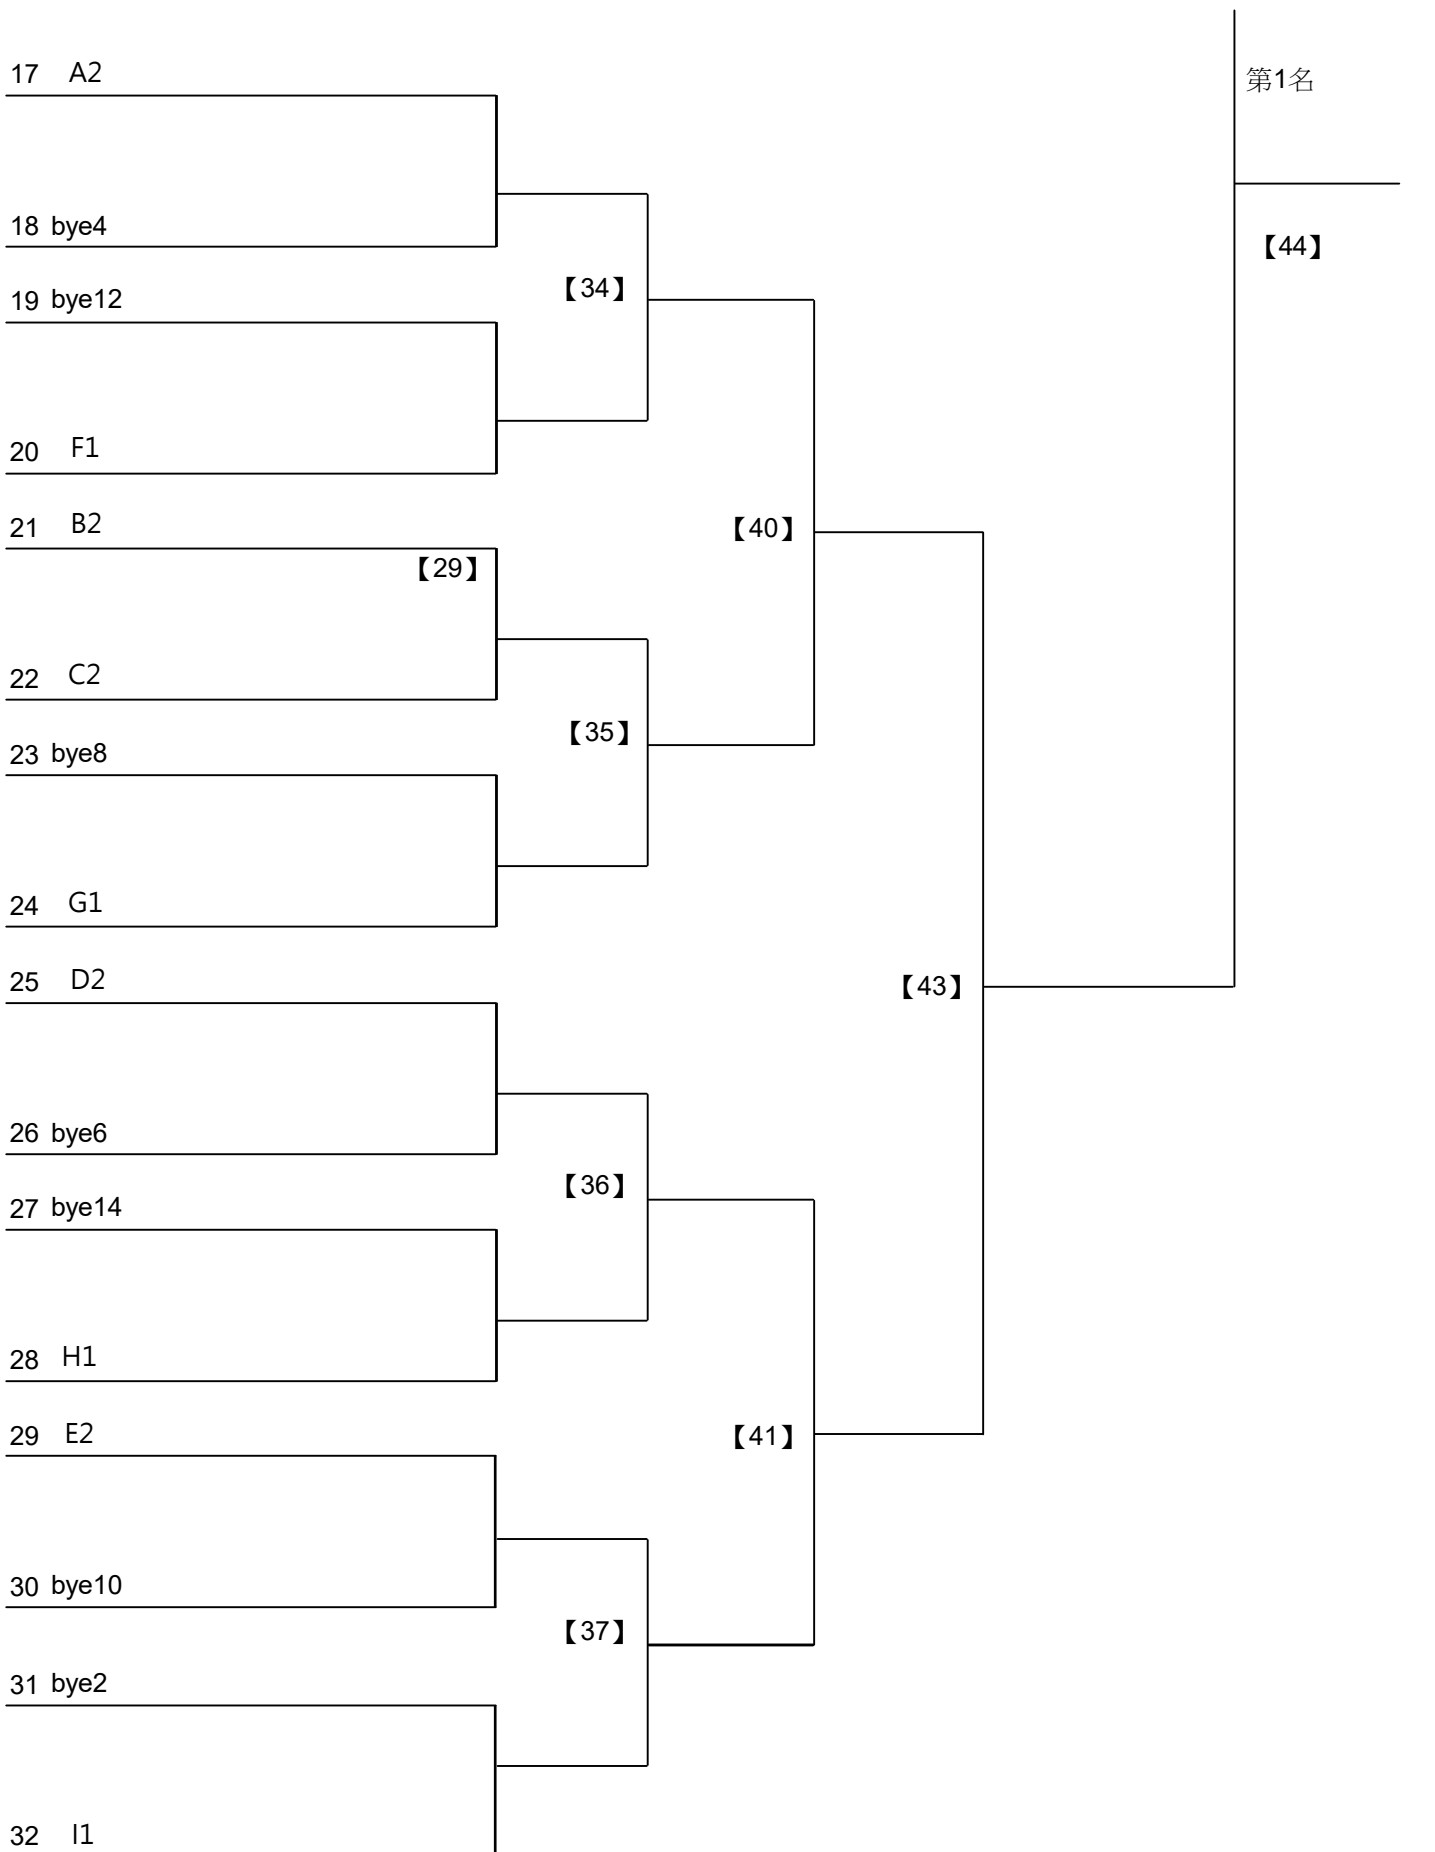 17 A2
第1名
18 bye4
【44】
【34】
19 bye12
20 F1
21 B2
【40】
【29】
22 C2
【35】
23 bye8
24 G1
25 D2
【43】
26 bye6
【36】
27 bye14
28 H1
29 E2
【41】
30 bye10
【37】
31 bye2
32 I1